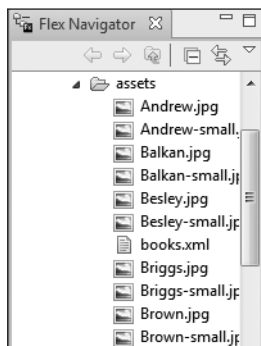 Flex Navigator
assets
Andrew.jpg
Andrew-small.
Balkan.jpg
Balkan-small.jp
Besley.jpg
Besley-small.jp
books.xml
Briggs.jpg
Briggs-small.jp
Brown.jpg
Brown-small.jp